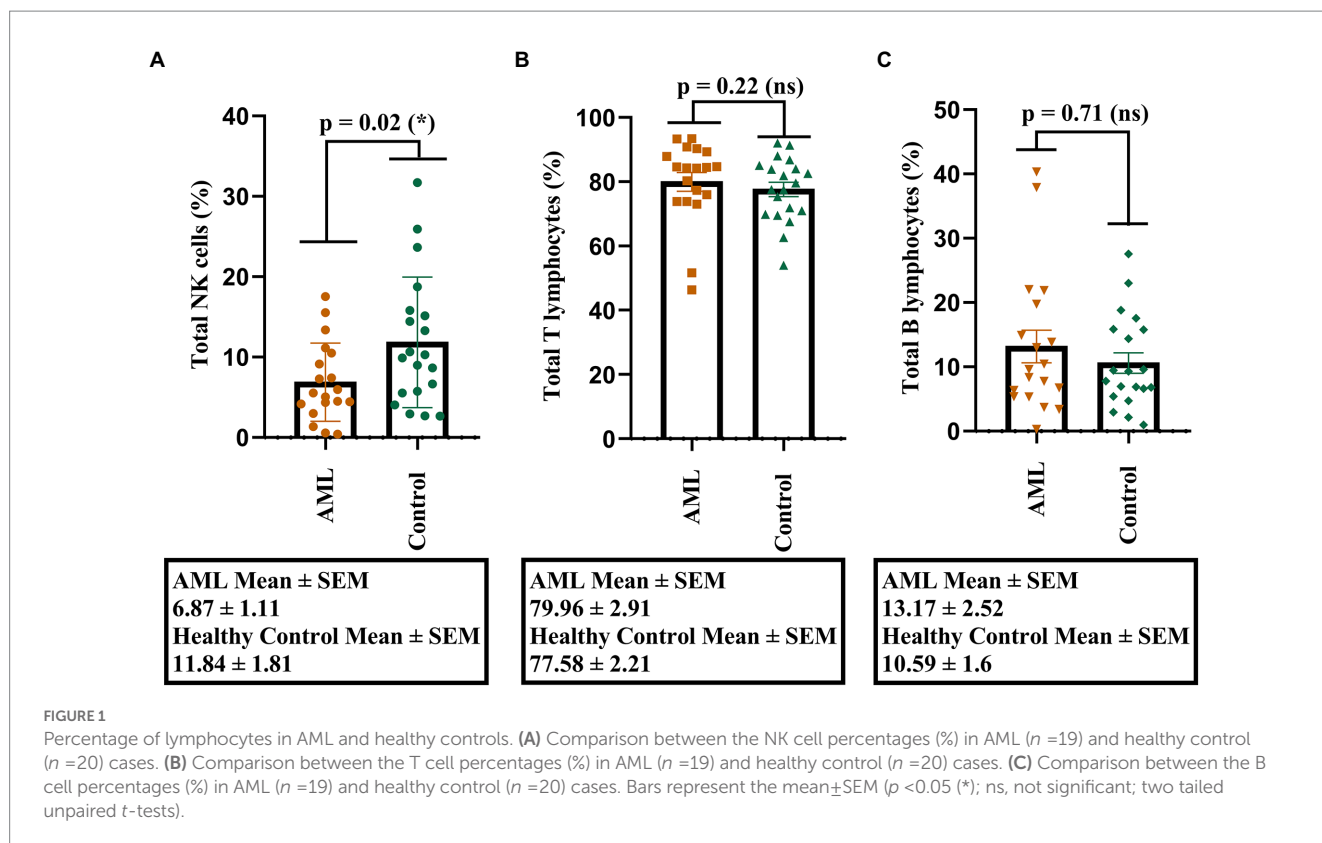 A
p = 0.02 (*)
Total NK cells (%)
40
30
20
10
0
AML
Control
AML Mean ± SEM
6.87 ± 1.11
Healthy Control Mean ± SEM
11.84 ± 1.81
B
p = 0.22 (ns)
Total T lymphocytes (%)
100
80
60
40
20
0
AML
Control
AML Mean ± SEM
79.96 ± 2.91
Healthy Control Mean ± SEM
77.58 ± 2.21
C
p = 0.71 (ns)
Total B lymphocytes (%)
50
40
30
20
10
0
AML
Control
AML Mean ± SEM
13.17 ± 2.52
Healthy Control Mean ± SEM
10.59 ± 1.6
FIGURE 1
Percentage of lymphocytes in AML and healthy controls. (A) Comparison between the NK cell percentages (%) in AML (n =19) and healthy control
(n =20) cases. (B) Comparison between the T cell percentages (%) in AML (n =19) and healthy control (n =20) cases. (C) Comparison between the B
cell percentages (%) in AML (n =19) and healthy control (n =20) cases. Bars represent the mean±SEM (p <0.05 (*); ns, not significant; two tailed
unpaired t-tests).